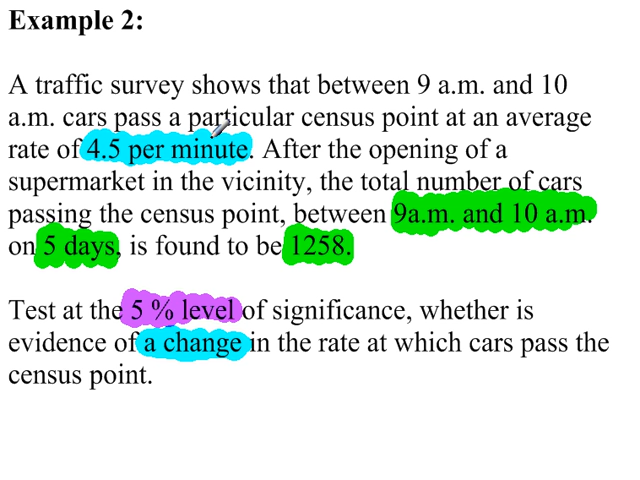 Example 2:
A traffic survey shows that between 9 a.m. and 10
a.m. cars pass a particular census point at an average
rate of 4.5 per minute. After the opening of a
supermarket in the vicinity, the total number of cars
passing the census point, between 9a.m. and 10 a.m.
on 5 days, is found to be 1258.
Test at the 5 % level of significance, whether is
evidence of a change in the rate at which cars pass the
census point.